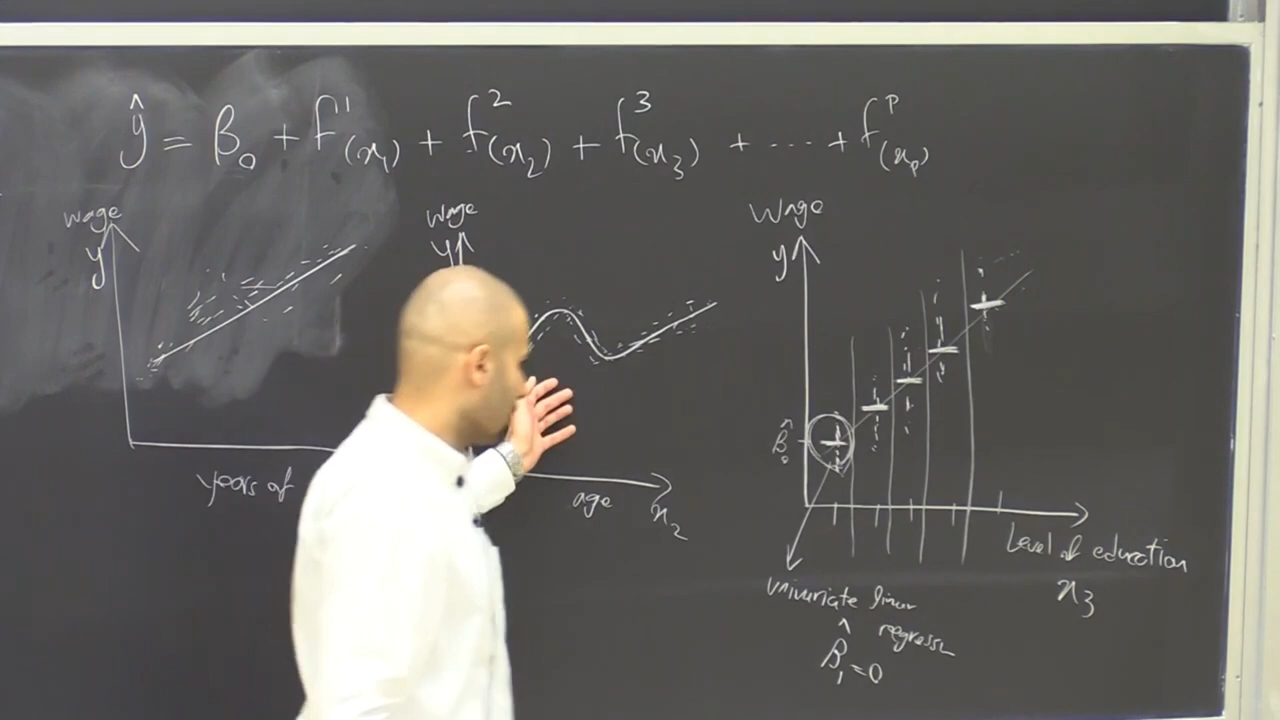 ŷ = β₀ + f¹(x₁) + f²(x₂) + f³(x₃) + ... + fᵖ(xₚ)
wage
y
years of
wage
y
age
x₂
Wage
y
β̂₀
Level of education
x₃
univariate linear
regress
β̂₁=0